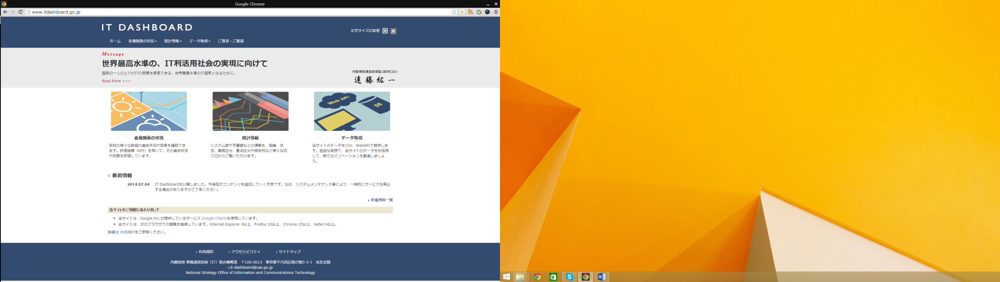 Google Chrome
www.itdashboard.go.jp
IT DASHBOARD
文字サイズの変更 中 大
ホーム 各種施策の状況 統計情報 データ取得 ご意見・ご要望
Message
世界最高水準の、IT利活用社会の実現に向けて
国民の一人ひとりがITの恩恵を実感できる、世界最高水準のIT国家となるために。
内閣情報通信政策監(政府CIO)
遠藤紘一
Read More >>>
Web API
DB
各種施策の状況
政府の様々な取組の進捗状況や成果を確認でき
ます。評価指標（KPI）を用いて、その進捗状況
や成果を評価しています。
統計情報
システム数や予算額などの情報を、組織、状
況、業務区分、重点区分や時系列など様々な切
り口からご覧いただけます。
データ取得
当サイトのデータをCSV、WebAPIで提供しま
す。自由な発想で、当サイトのデータを利活用
して、新たなイノベーションを創造しましょ
う。
新着情報
2014.07.04 IT Dashboardを公開しました。今後逐次コンテンツを追加していく予定です。なお、システムメンテナンス等により、一時的にサービスを停止
する場合がありますがご了承ください。
新着情報一覧
当サイトのご利用にあたりまして
当サイトは、Google Inc.が提供しているサービス Google Chartsを使用しています。
当サイトは、次のブラウザでの閲覧を推奨しています。Internet Explorer 9以上、Firefox 20以上、Chrome 25以上、Safari 6以上。
詳細は 利用規約をご参照ください。
利用規約 アクセシビリティ サイトマップ
内閣官房 情報通信技術（IT）総合戦略室 〒100-0013 東京都千代田区霞が関3-3-1 尚友会館
i.it-dashboard@cas.go.jp
National Strategy Office of Information and Communications Technology